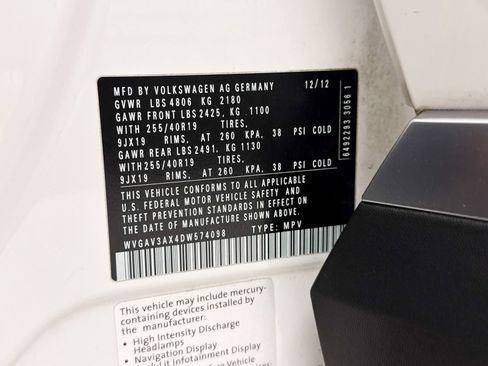 MFD BY VOLKSWAGEN AG GERMANY 12/12
GVWR LBS 4806 KG 2180
GAWR FRONT LBS 2425, KG 1100
WITH 255/40R19 TIRES,
9JX19 RIMS, AT 260 KPA, 38 PSI COLD
GAWR REAR LBS 2491, KG 1130
WITH 255/40R19 TIRES,
9JX19 RIMS, AT 260 KPA, 38 PSI COLD
THIS VEHICLE CONFORMS TO ALL APPLICABLE
U.S. FEDERAL MOTOR VEHICLE SAFETY AND
THEFT PREVENTION STANDARDS IN EFFECT ON
THE DATE OF MANUFACTURE SHOWN ABOVE.
WVGAV3AX4DW574098 TYPE: MPV
6492293 3056 1
This vehicle may include mercury-
containing devices installed by
the manufacturer:
• High Intensity Discharge
Headlamps
• Navigation Display
Infotainment Display
Vehicle